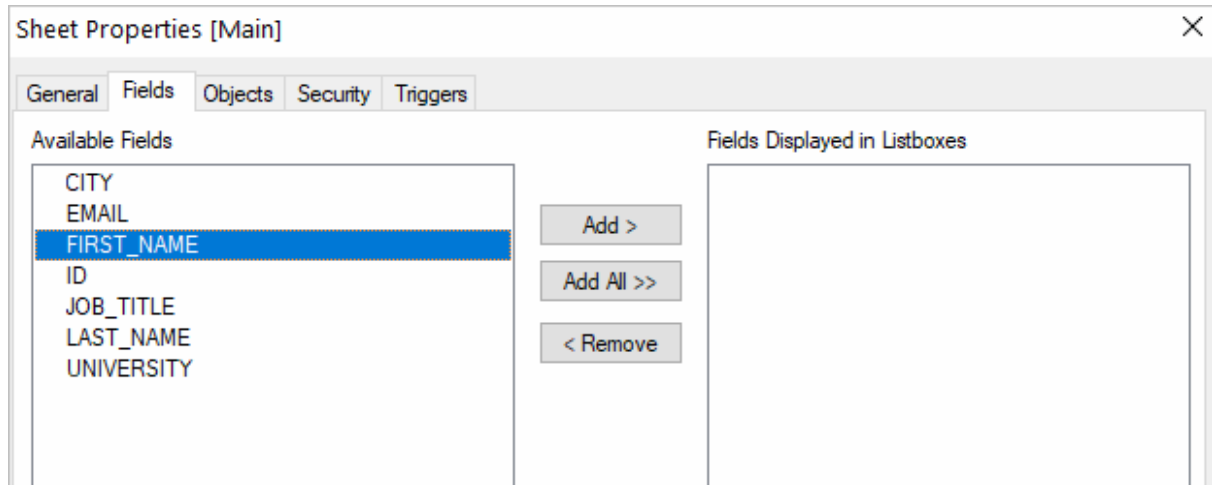 Sheet Properties [Main]
General Fields Objects Security Triggers
Available Fields
Fields Displayed in Listboxes
CITY
EMAIL
FIRST_NAME
ID
JOB_TITLE
LAST_NAME
UNIVERSITY
Add >
Add All >>
< Remove